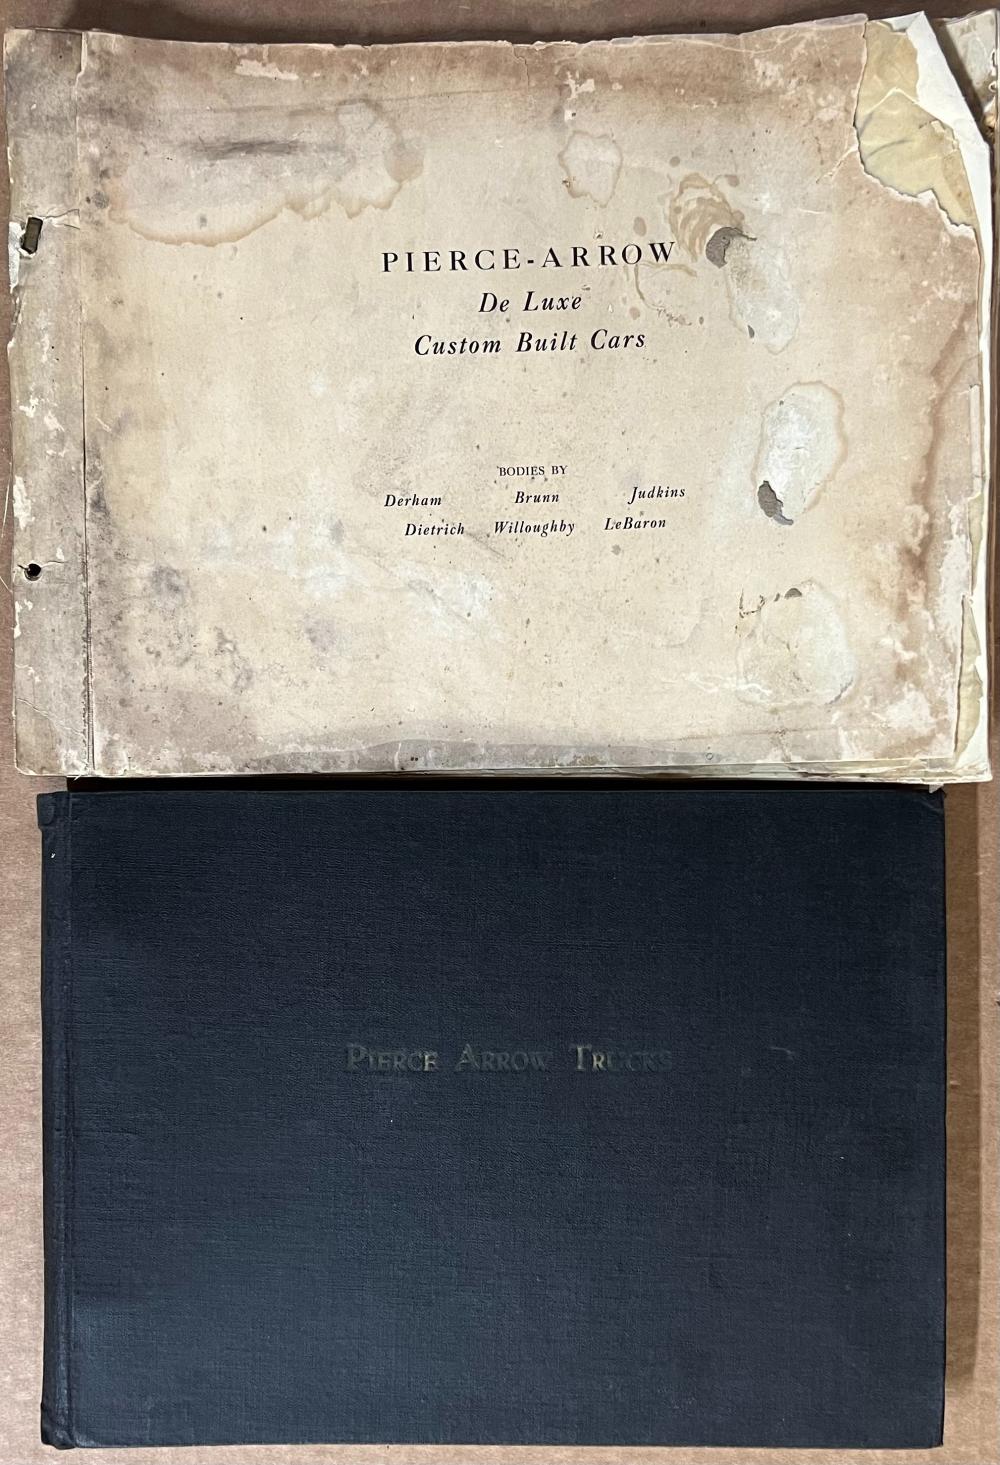 PIERCE-ARROW
De Luxe
Custom Built Cars
BODIES BY
Derham Brunn Judkins
Dietrich Willoughby LeBaron
PIERCE ARROW TRUCKS